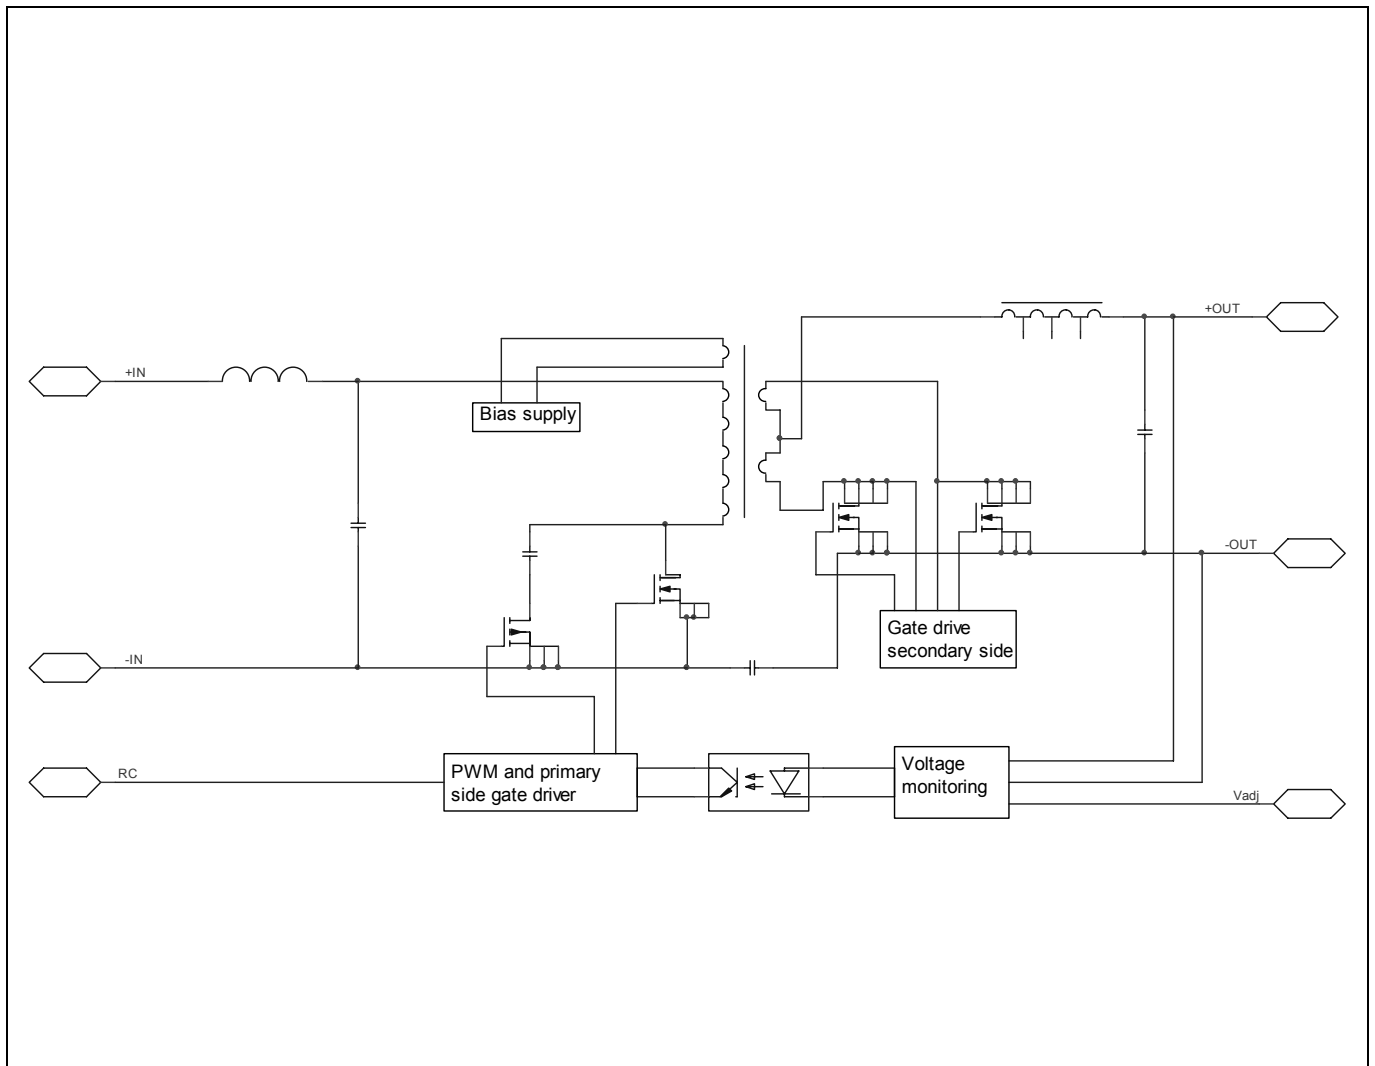 +OUT
+IN
Bias supply
-OUT
Gate drive
secondary side
-IN
RC
PWM and primary
side gate driver
Voltage
monitoring
Vadj